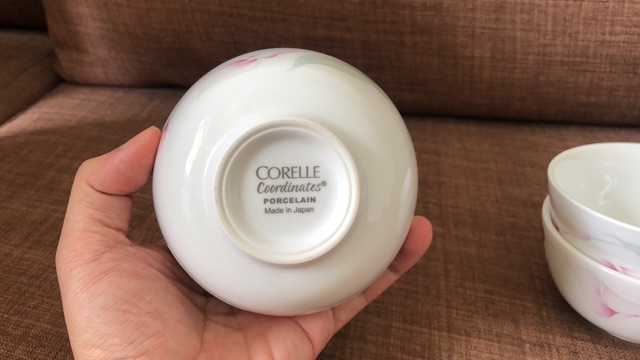 CORELLE
Coordinates®
PORCELAIN
Made in Japan